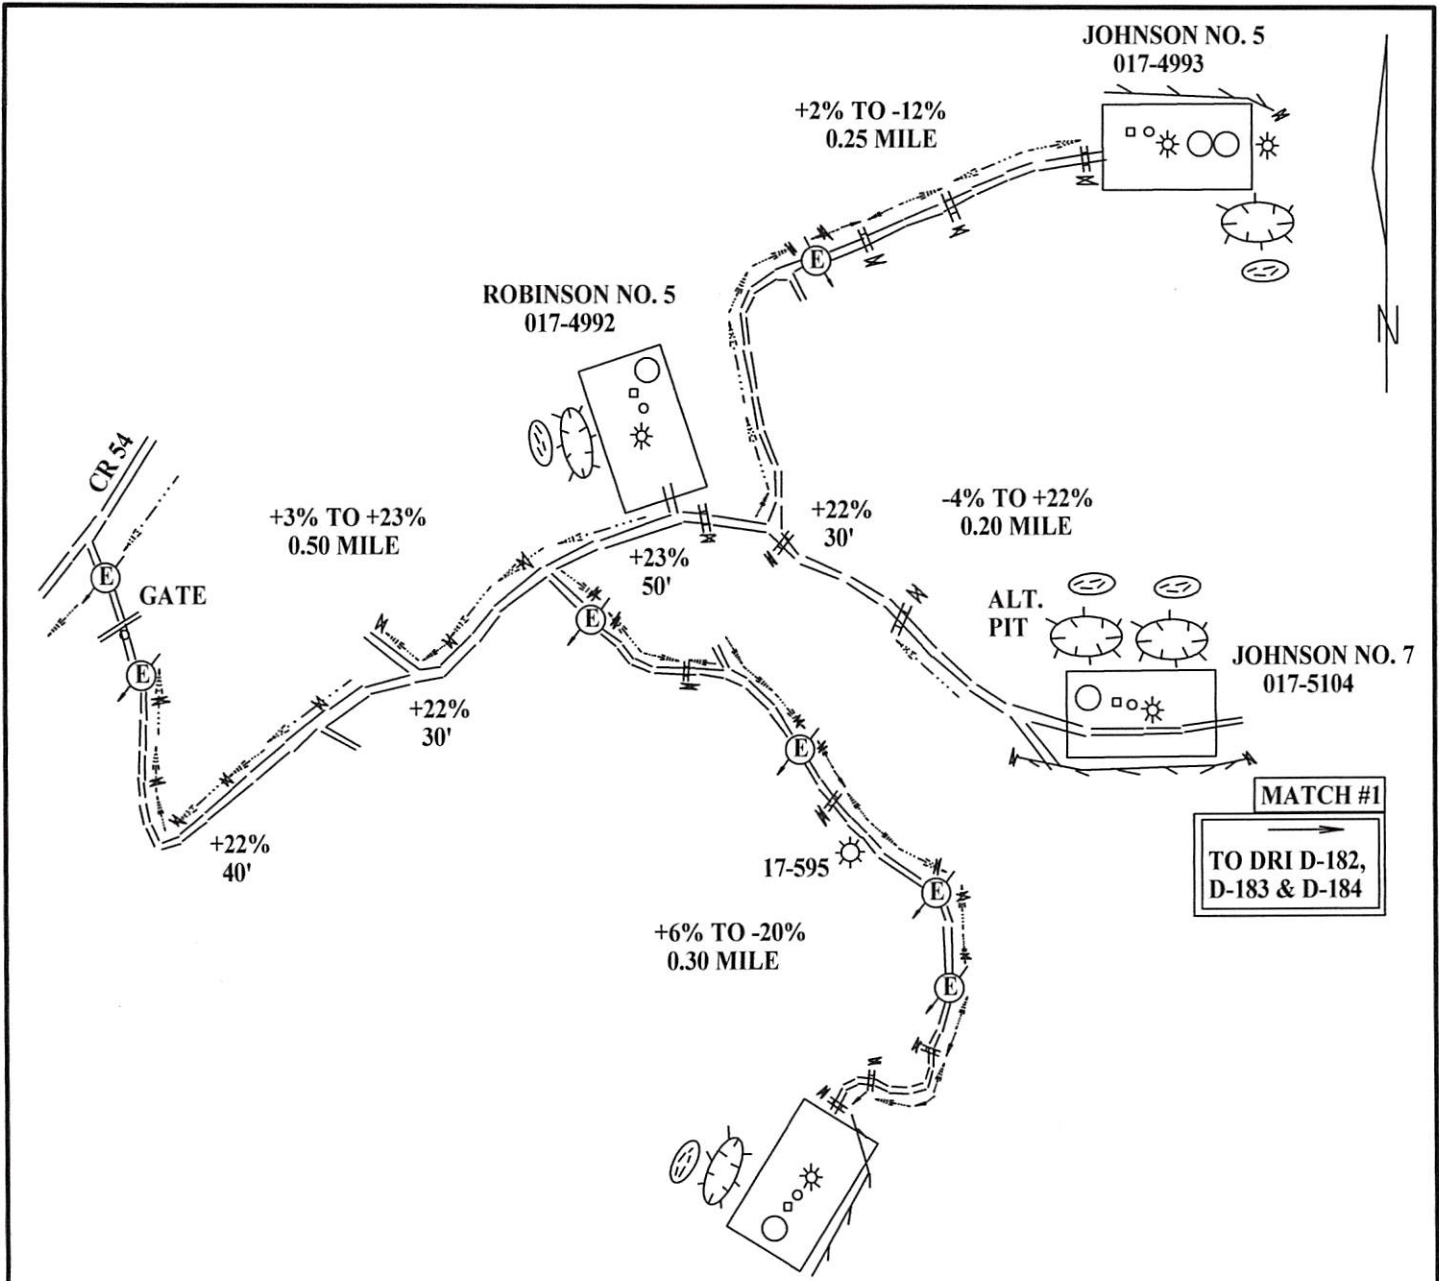 JOHNSON NO. 5
017-4993
+2% TO -12%
0.25 MILE
E
ROBINSON NO. 5
017-4992
N
CR 54
+3% TO +23%
0.50 MILE
+22%
30'
-4% TO +22%
0.20 MILE
+23%
50'
E
GATE
E
E
ALT.
PIT
JOHNSON NO. 7
017-5104
+22%
30'
E
MATCH #1
TO DRI D-182,
D-183 & D-184
+22%
40'
17-595
E
+6% TO -20%
0.30 MILE
E